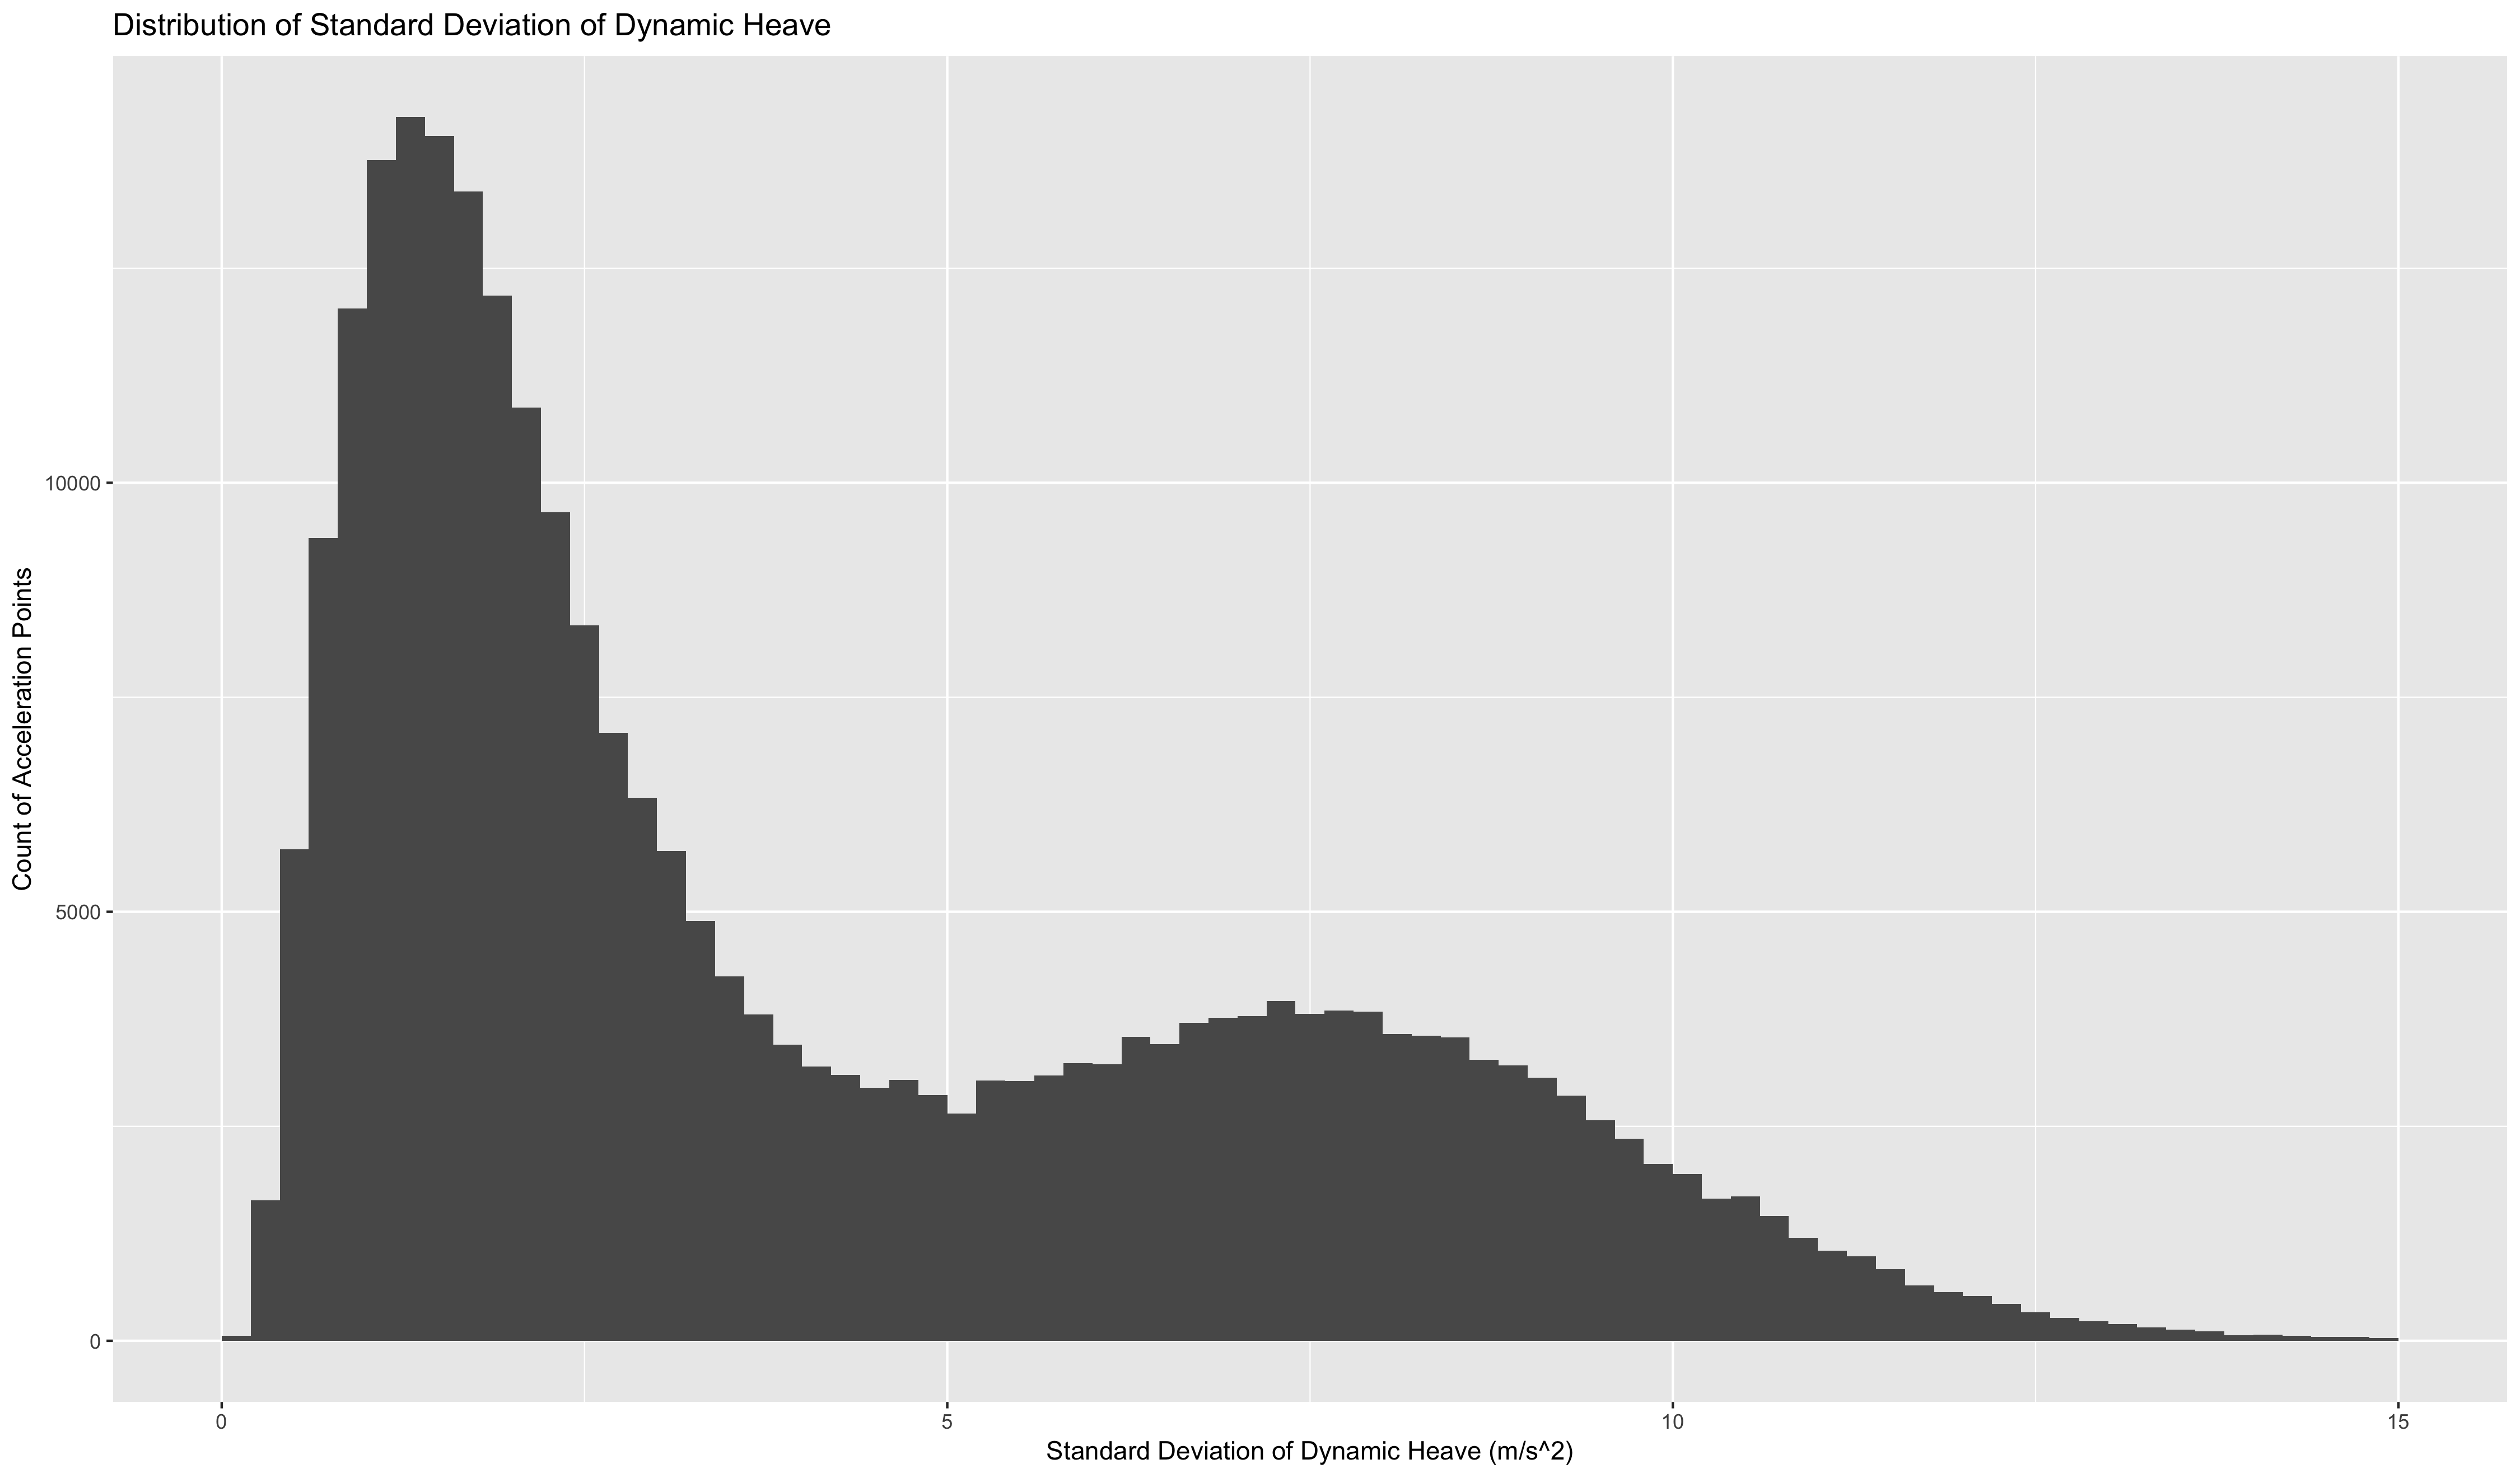 Distribution of Standard Deviation of Dynamic Heave
Count of Acceleration Points
10000
5000
0
0 5 10 15
Standard Deviation of Dynamic Heave (m/s^2)